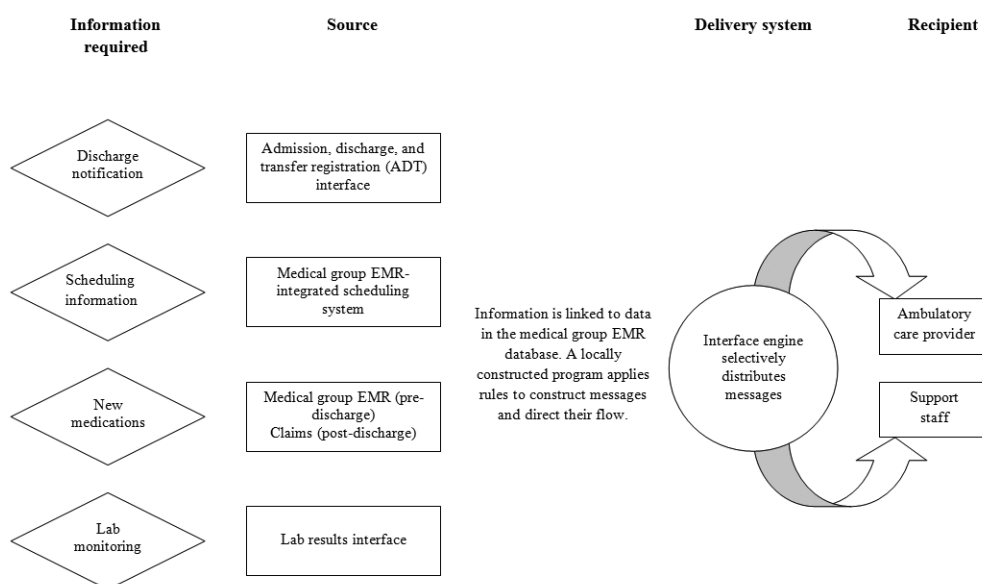 Information
required
Source
Delivery system
Recipient
Discharge
notification
Admission, discharge, and
transfer registration (ADT)
interface
Scheduling
information
Medical group EMR-
integrated scheduling
system
New
medications
Medical group EMR (pre-
discharge)
Claims (post-discharge)
Lab
monitoring
Lab results interface
Information is linked to data
in the medical group EMR
database. A locally
constructed program applies
rules to construct messages
and direct their flow.
Interface engine
selectively
distributes
messages
Ambulatory
care provider
Support
staff